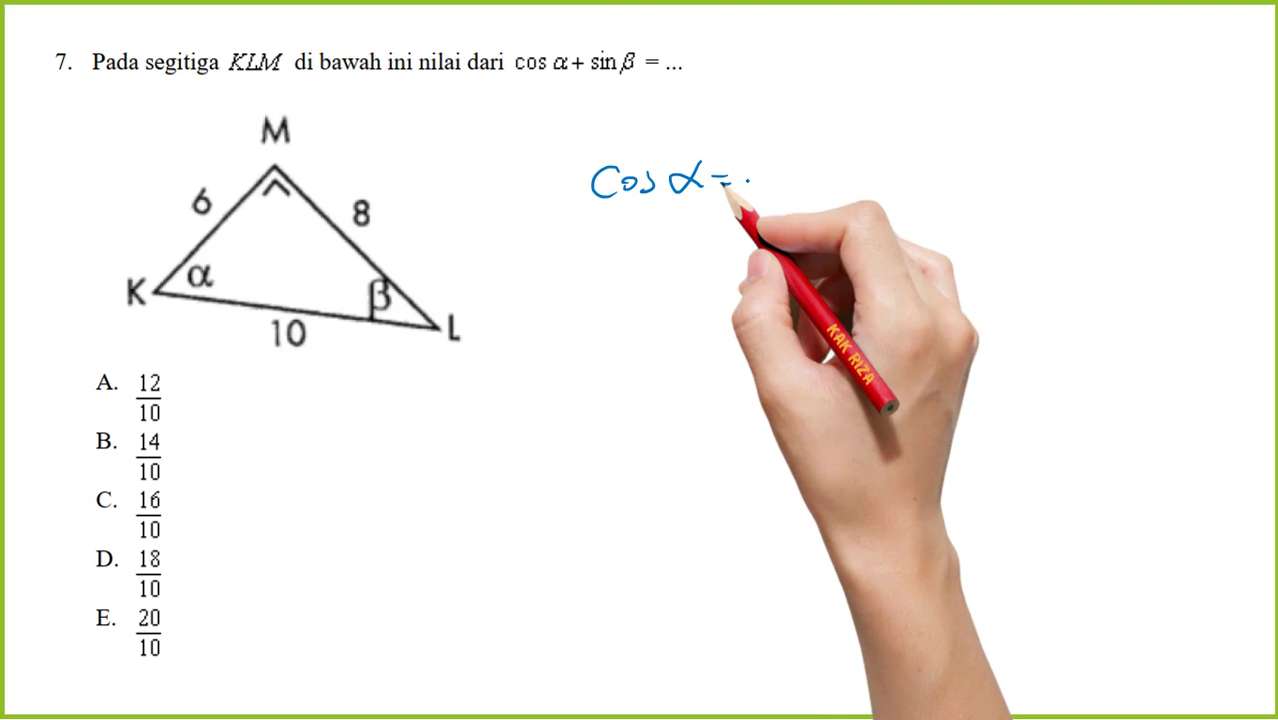 7. Pada segitiga KLM di bawah ini nilai dari cos α + sin β = ...
M
6
8
cos α = .
K
α
β
10
L
KAK RIZA
A. 12/10
B. 14/10
C. 16/10
D. 18/10
E. 20/10